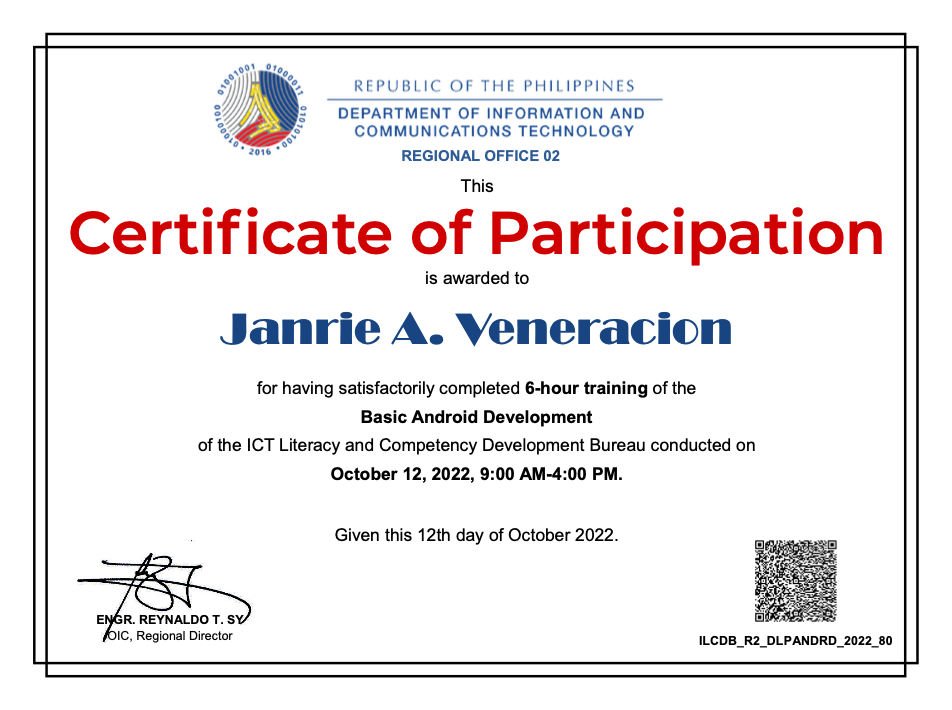 REPUBLIC OF THE PHILIPPINES
DEPARTMENT OF INFORMATION AND
COMMUNICATIONS TECHNOLOGY
REGIONAL OFFICE 02
01001001 01000011 01010100 01000100 • 2016 •
This
Certificate of Participation
is awarded to
Janrie A. Veneracion
for having satisfactorily completed 6-hour training of the
Basic Android Development
of the ICT Literacy and Competency Development Bureau conducted on
October 12, 2022, 9:00 AM-4:00 PM.
Given this 12th day of October 2022.
ENGR. REYNALDO T. SY
OIC, Regional Director
ILCDB_R2_DLPANDRD_2022_80